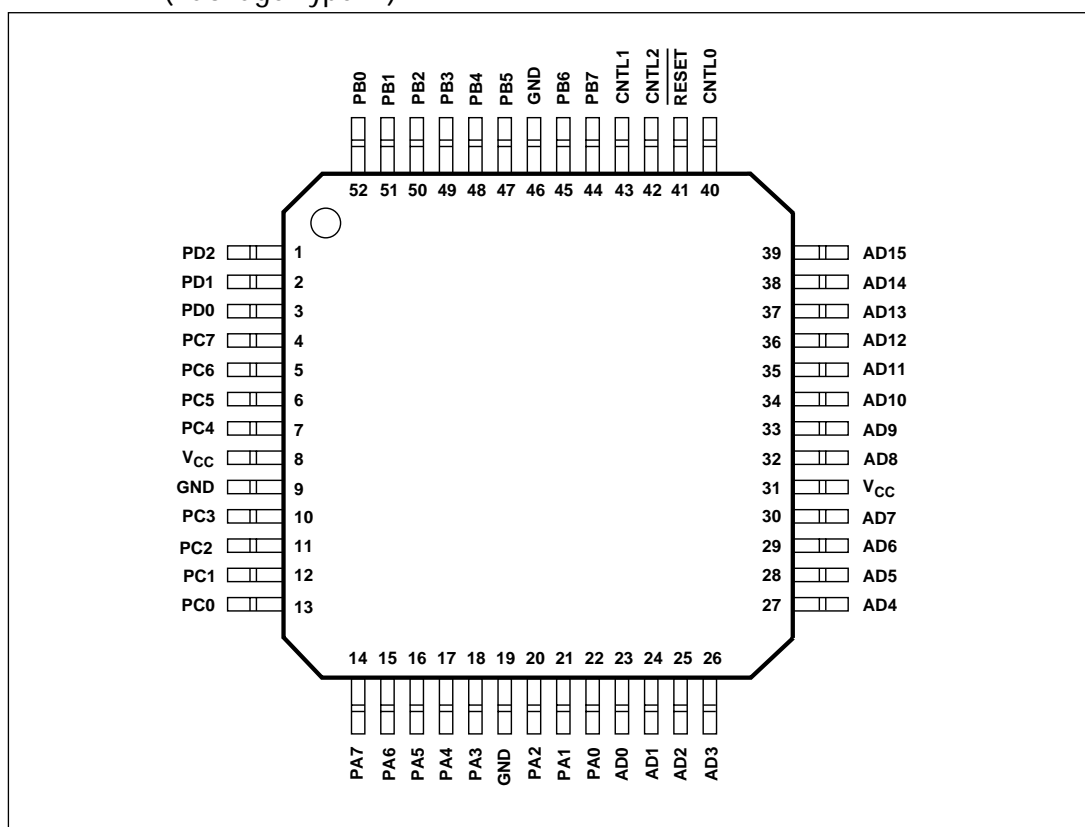 PB0 PB1 PB2 PB3 PB4 PB5 GND PB6 PB7 CNTL1 CNTL2 RESET CNTL0
52 51 50 49 48 47 46 45 44 43 42 41 40
PD2 1 39 AD15
PD1 2 38 AD14
PD0 3 37 AD13
PC7 4 36 AD12
PC6 5 35 AD11
PC5 6 34 AD10
PC4 7 33 AD9
VCC 8 32 AD8
GND 9 31 VCC
PC3 10 30 AD7
PC2 11 29 AD6
PC1 12 28 AD5
PC0 13 27 AD4
14 15 16 17 18 19 20 21 22 23 24 25 26
PA7 PA6 PA5 PA4 PA3 GND PA2 PA1 PA0 AD0 AD1 AD2 AD3